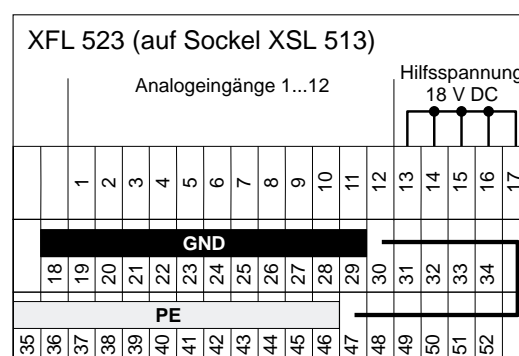 XFL 523 (auf Sockel XSL 513)
Analogeingänge 1...12
Hilfsspannung
18 V DC
1 2 3 4 5 6 7 8 9 10 11 12 13 14 15 16 17
GND
18 19 20 21 22 23 24 25 26 27 28 29 30 31 32 33 34
PE
35 36 37 38 39 40 41 42 43 44 45 46 47 48 49 50 51 52